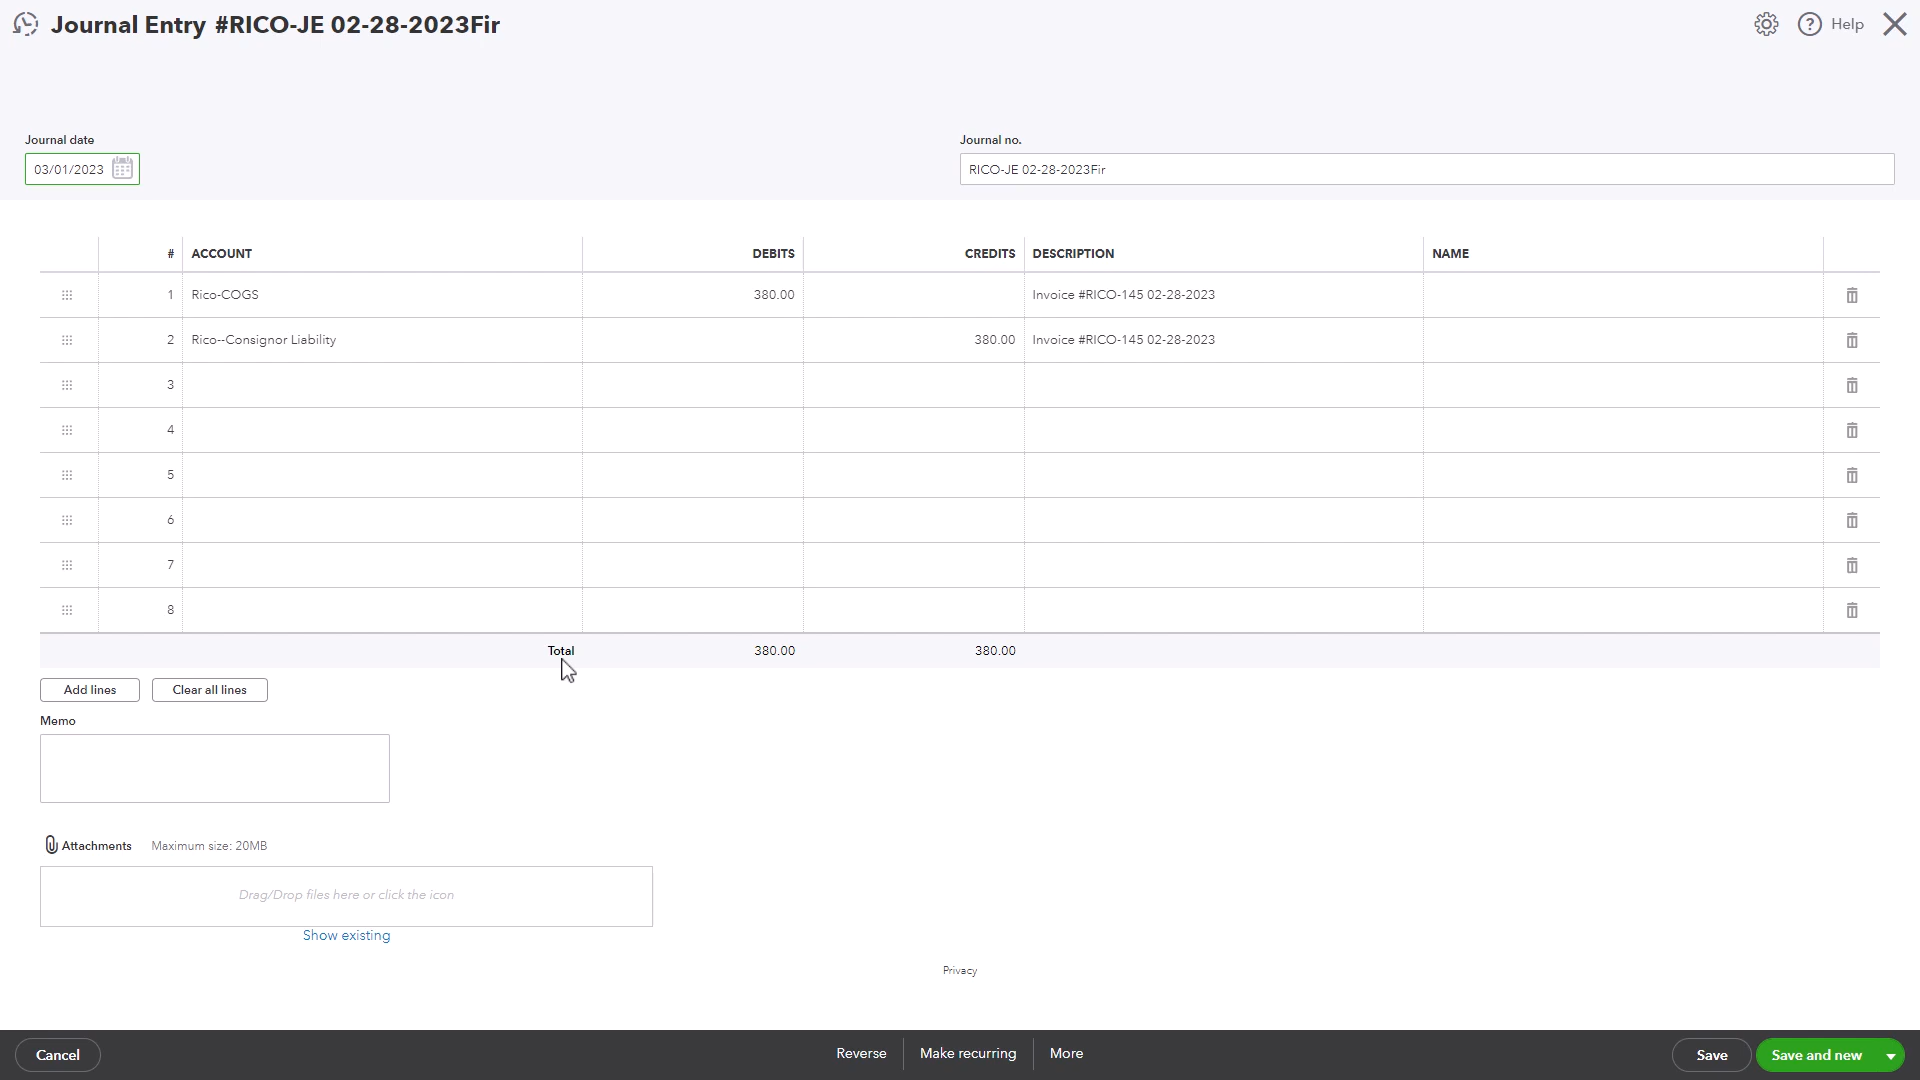 Journal Entry #RICO-JE 02-28-2023Fir
Help
Journal date
Journal no.
03/01/2023
RICO-JE 02-28-2023Fir
# ACCOUNT DEBITS CREDITS DESCRIPTION NAME
1 Rico-COGS 380.00 Invoice #RICO-145 02-28-2023
2 Rico--Consignor Liability 380.00 Invoice #RICO-145 02-28-2023
3
4
5
6
7
8
Total 380.00 380.00
Add lines Clear all lines
Memo
Attachments Maximum size: 20MB
Drag/Drop files here or click the icon
Show existing
Privacy
Cancel Reverse Make recurring More Save Save and new